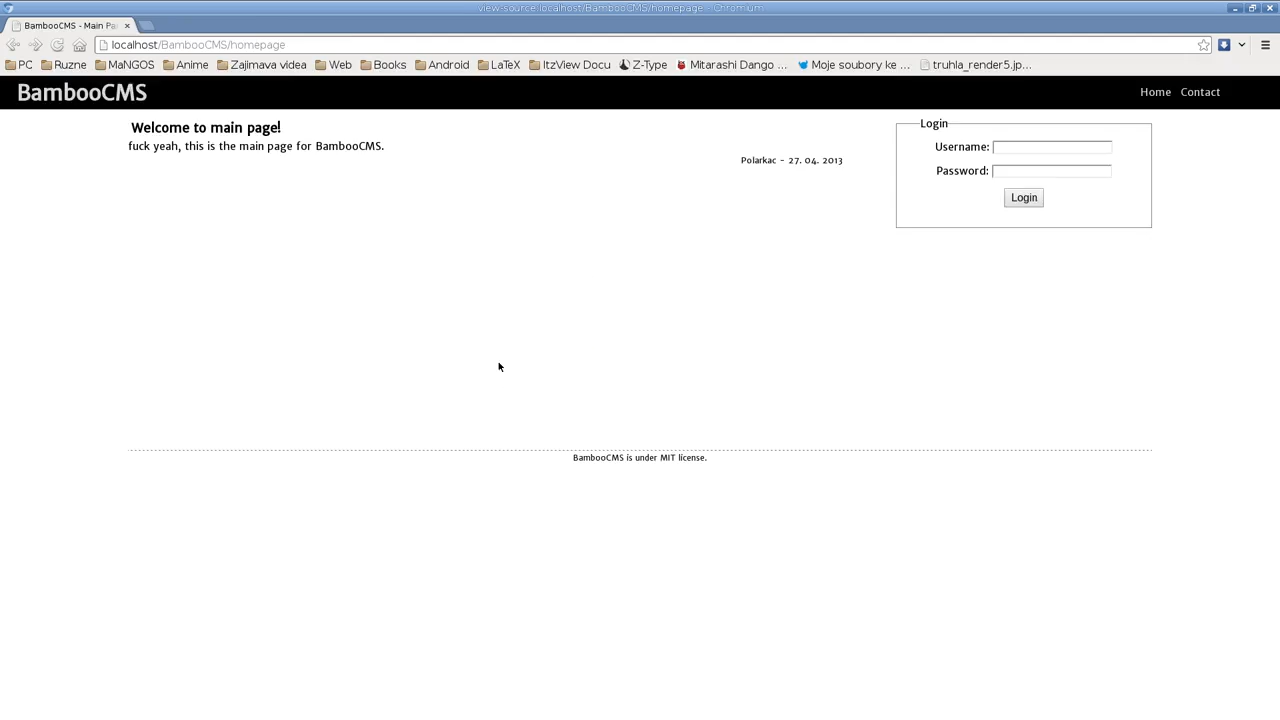 view-source:localhost/BambooCMS/homepage - Chromium
BambooCMS - Main Pa
localhost/BambooCMS/homepage
PC Ruzne MaNGOS Anime Zajimava videa Web Books Android LaTeX ItzView Docu Z-Type Mitarashi Dango ... Moje soubory ke ... truhla_render5.jp...
BambooCMS Home Contact
Welcome to main page!
fuck yeah, this is the main page for BambooCMS.
Polarkac - 27. 04. 2013
Login
Username:
Password:
Login
BambooCMS is under MIT license.